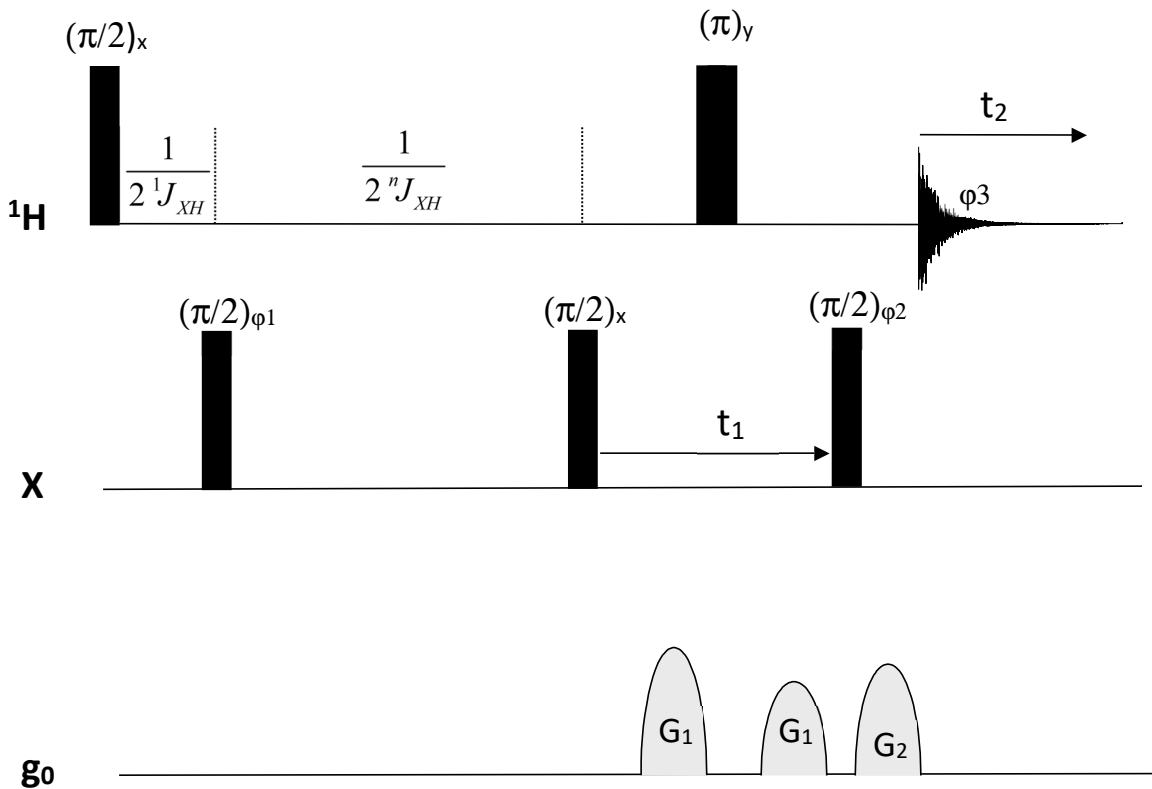 (π/2)x (π)y
t₂
1 / 2 ¹J_XH 1 / 2 ⁿJ_XH
φ3
¹H
(π/2)φ1 (π/2)x (π/2)φ2
t₁
X
G₁ G₁ G₂
g₀